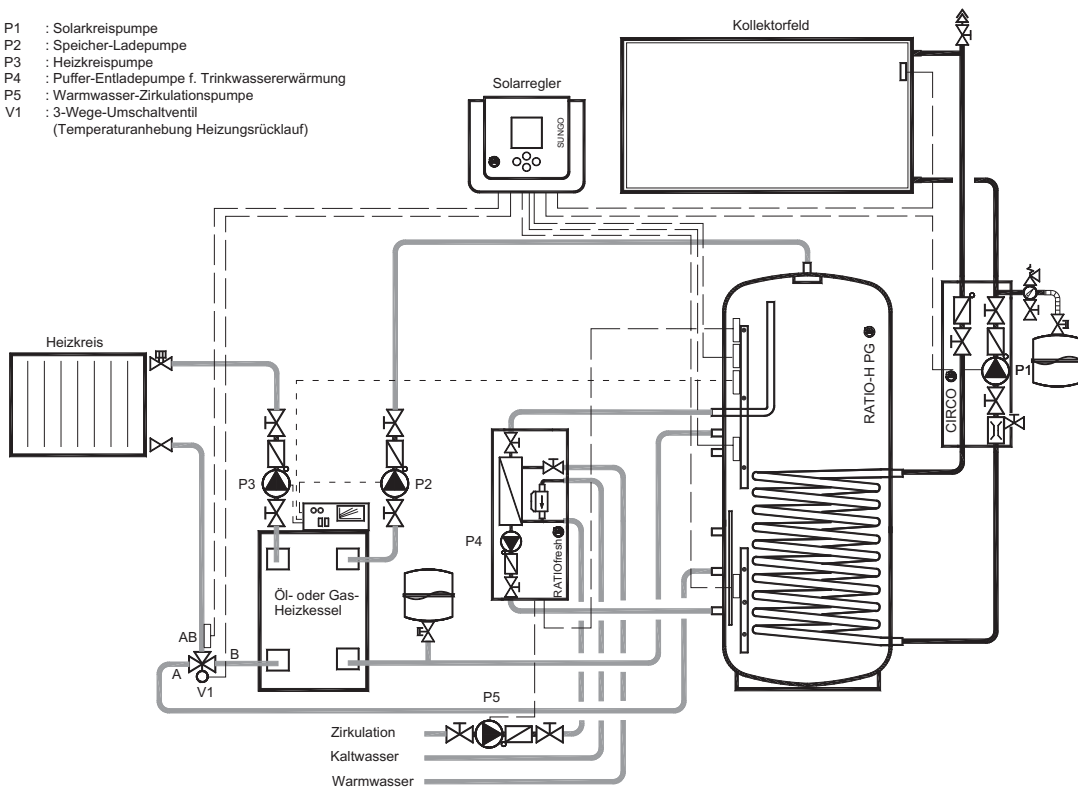 P1 : Solarkreispumpe
P2 : Speicher-Ladepumpe
P3 : Heizkreispumpe
P4 : Puffer-Entladepumpe f. Trinkwassererwärmung
P5 : Warmwasser-Zirkulationspumpe
V1 : 3-Wege-Umschaltventil
(Temperaturanhebung Heizungsrücklauf)
Kollektorfeld
Solarregler
SUNGO
Heizkreis
RATIO-H PG
CIRCO
P1
P3
P2
P4
RATIOfresh
Öl- oder Gas-
Heizkessel
AB
A
B
V1
P5
Zirkulation
Kaltwasser
Warmwasser